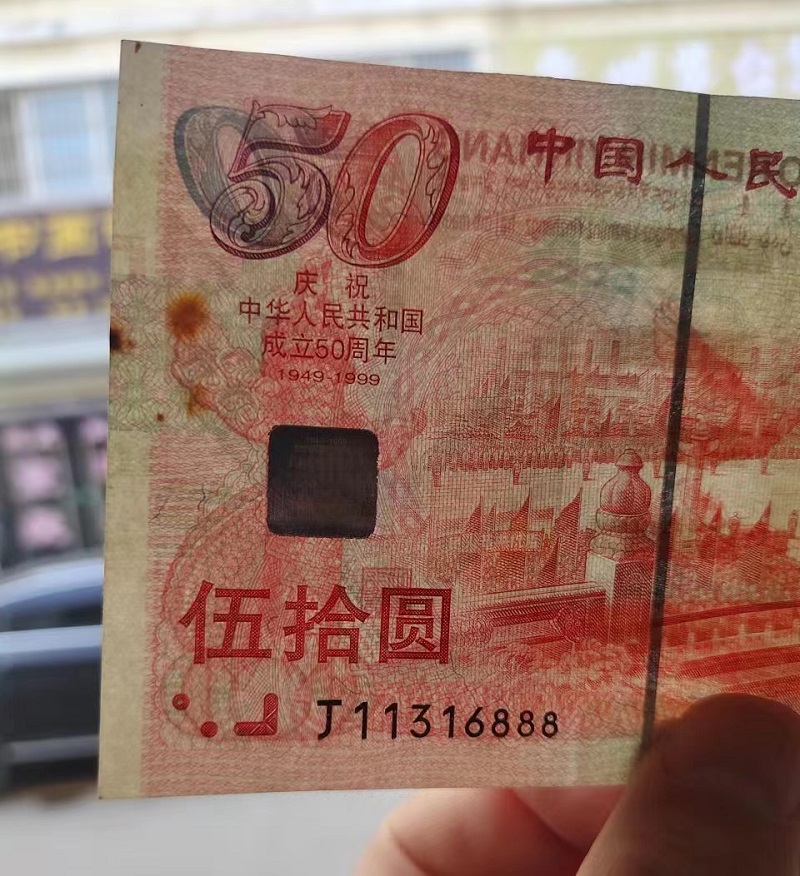 50
中国人民
庆祝
中华人民共和国
成立50周年
1949-1999
伍拾圆
J11316888